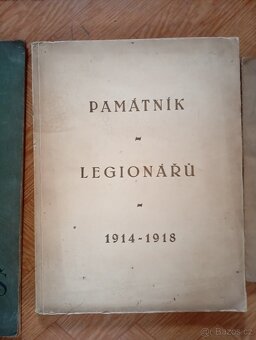 PAMÁTNÍK
-
LEGIONÁŘŮ
-
1914-1918
Bazoš.cz